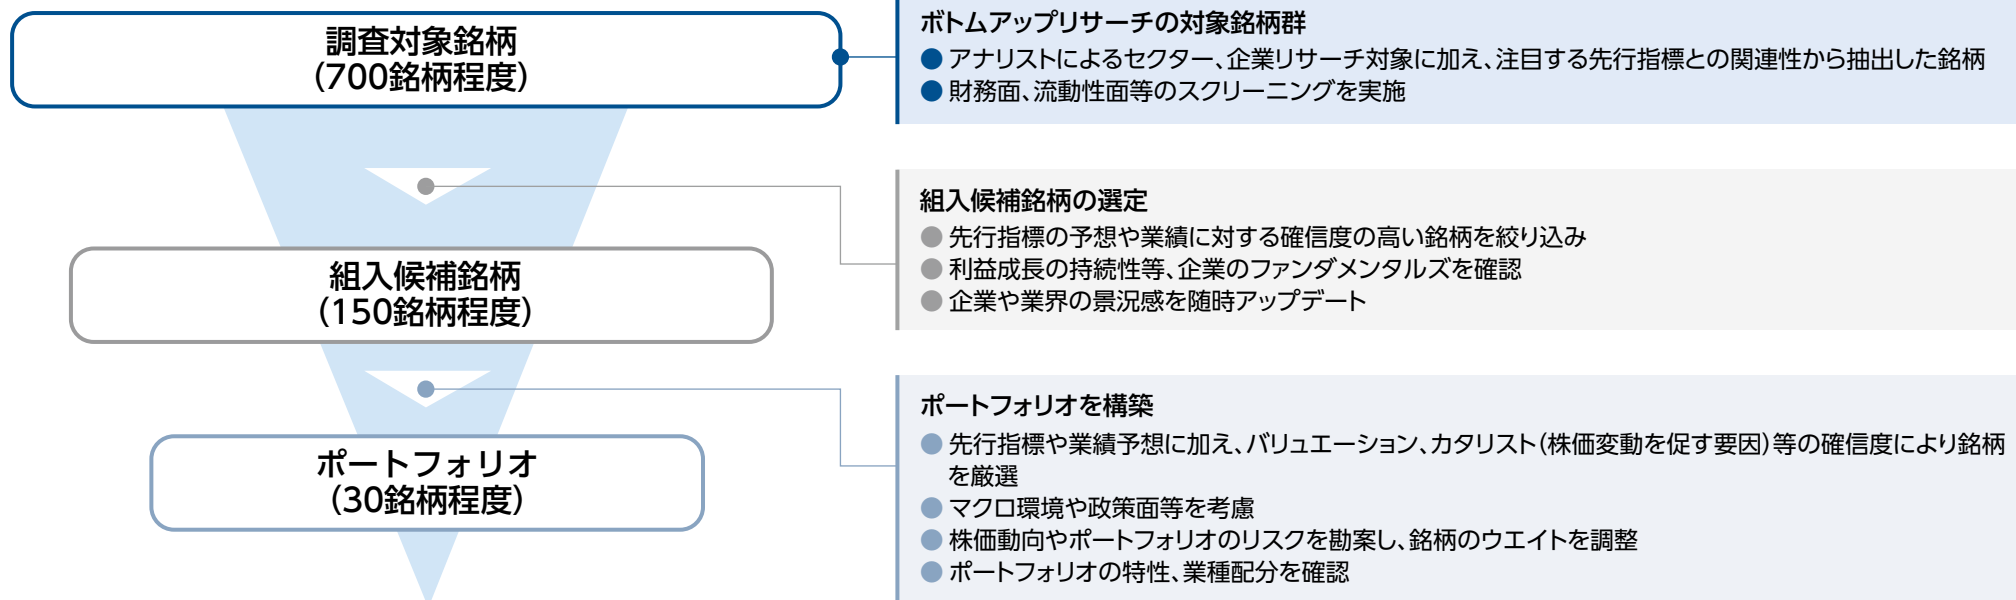 調査対象銘柄
(700銘柄程度)
ボトムアップリサーチの対象銘柄群
● アナリストによるセクター、企業リサーチ対象に加え、注目する先行指標との関連性から抽出した銘柄
● 財務面、流動性面等のスクリーニングを実施
組入候補銘柄
(150銘柄程度)
組入候補銘柄の選定
● 先行指標の予想や業績に対する確信度の高い銘柄を絞り込み
● 利益成長の持続性等、企業のファンダメンタルズを確認
● 企業や業界の景況感を随時アップデート
ポートフォリオ
(30銘柄程度)
ポートフォリオを構築
● 先行指標や業績予想に加え、バリュエーション、カタリスト(株価変動を促す要因)等の確信度により銘柄
を厳選
● マクロ環境や政策面等を考慮
● 株価動向やポートフォリオのリスクを勘案し、銘柄のウエイトを調整
● ポートフォリオの特性、業種配分を確認